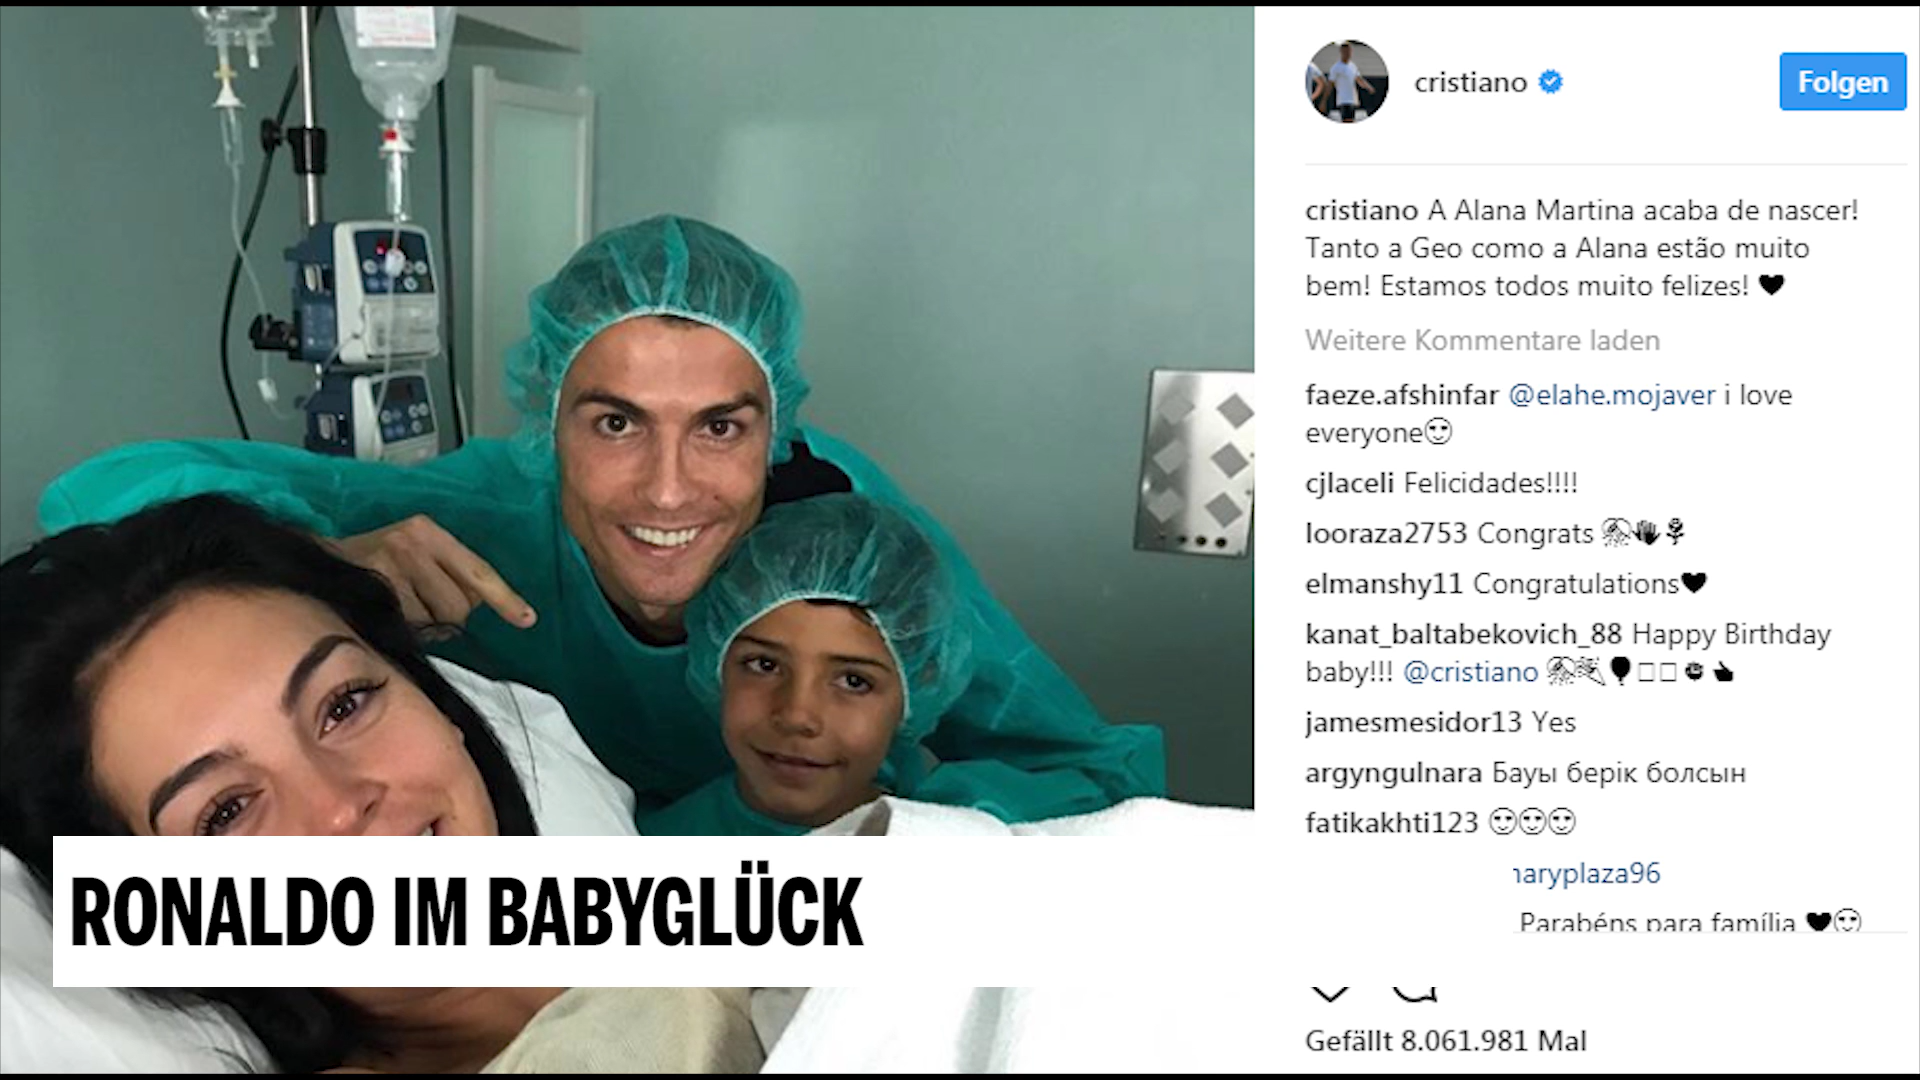 cristiano
Folgen
cristiano A Alana Martina acaba de nascer!
Tanto a Geo como a Alana estão muito
bem! Estamos todos muito felizes! 🖤
Weitere Kommentare laden
faeze.afshinfar @elahe.mojaver i love
everyone
cjlaceli Felicidades!!!!
looraza2753 Congrats
elmanshy11 Congratulations🖤
kanat_baltabekovich_88 Happy Birthday
baby!!! @cristiano
jamesmesidor13 Yes
argyngulnara Бауы берік болсын
fatikakhti123
Parabéns para família 🖤
RONALDO IM BABYGLÜCK
Gefällt 8.061.981 Mal